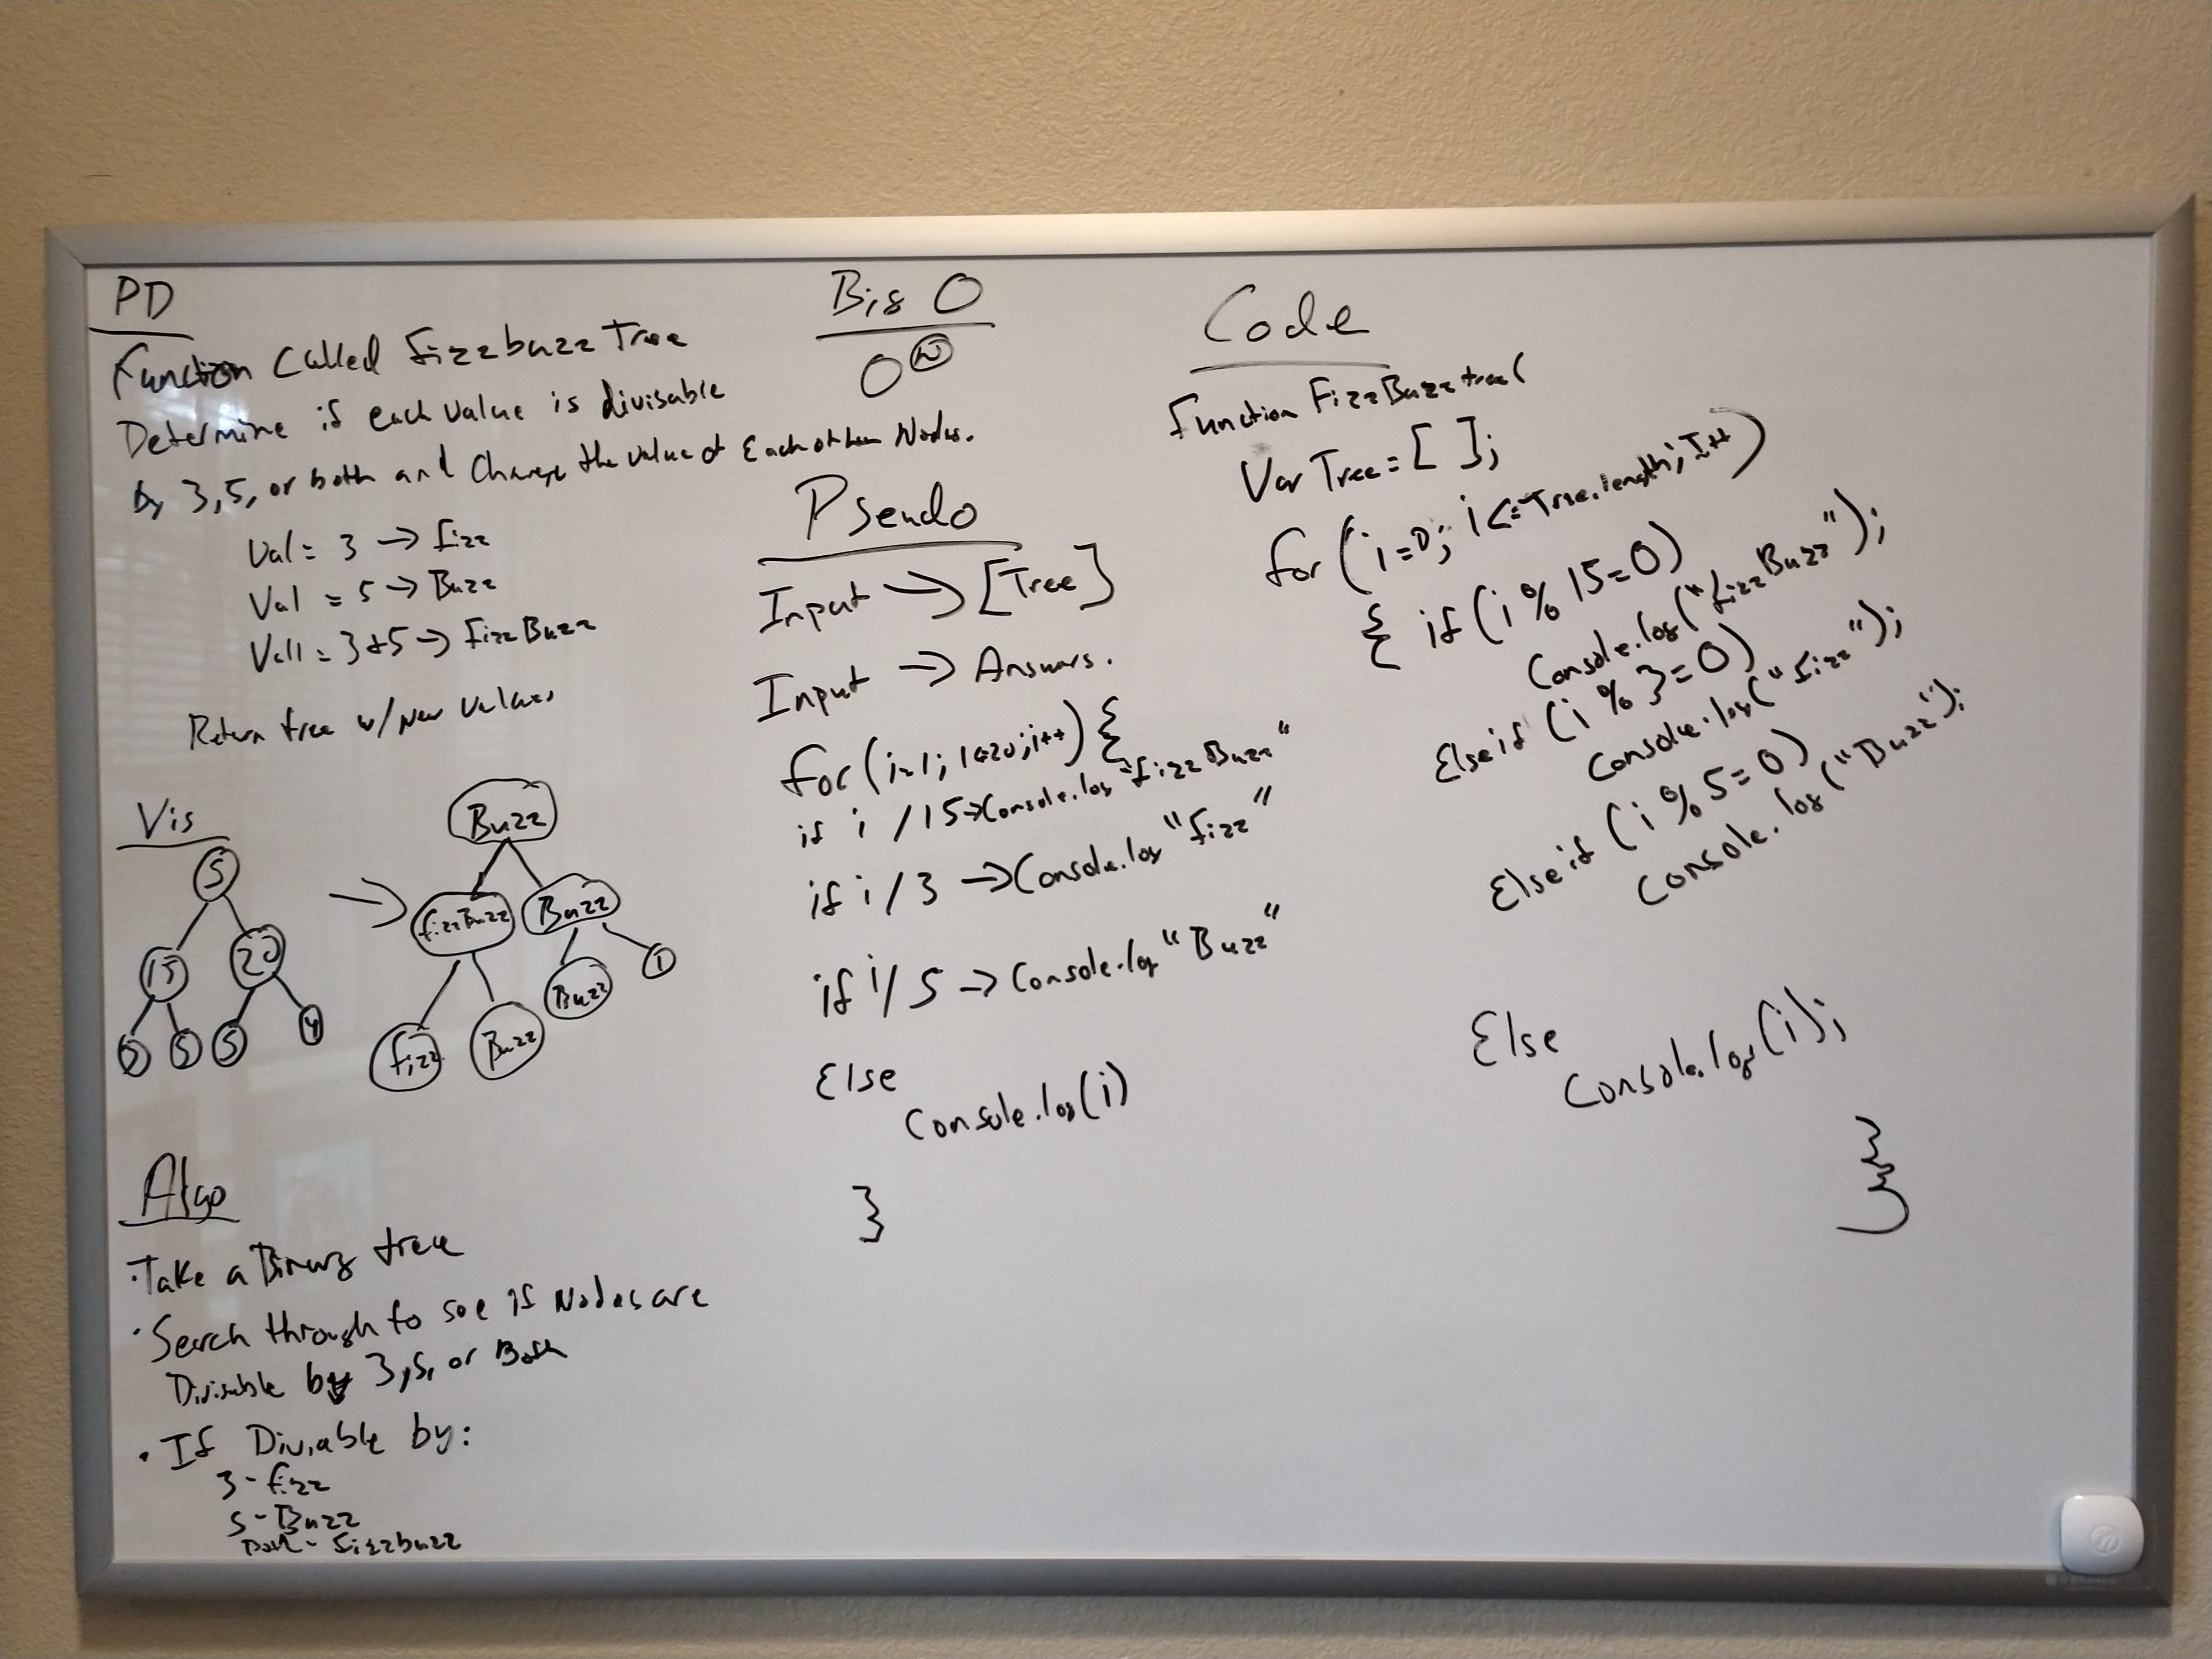 PD
Function Called fizzbuzz Tree
Determine if each value is divisable
by 3,5, or both and Change the value of Each of them Nodes.
Val = 3 → fizz
Val = 5 → Buzz
Vall = 3+5 → FizzBuzz
Return tree w/ New values
Vis
5
15 20
5 5 4
Buzz
fizzBuzz Buzz
fizz Buzz Buzz 1
Algo
· Take a Binary tree
· Search through to see if Nodes are
Divisable by 3,5, or Both
· If Divisable by:
3 - fizz
5 - Buzz
Both - fizzbuzz
Big O
O(N)
Pseudo
Input → [Tree]
Input → Answers.
for (i=1; i<=20; i++) {
if i /15 → Console.log "fizzBuzz"
if i / 3 → Console.log "fizz"
if i / 5 → Console.log "Buzz"
Else
Console.log(i)
}
Code
Function FizzBuzztree(
Var Tree = [ ];
for (i=0; i<=Tree.length; I++)
{ if (i % 15=0)
Console.log("fizzBuzz");
Else if (i % 3=0)
Console.log("fizz");
Else if (i % 5=0)
Console.log("Buzz");
Else
Console.log(i);
}